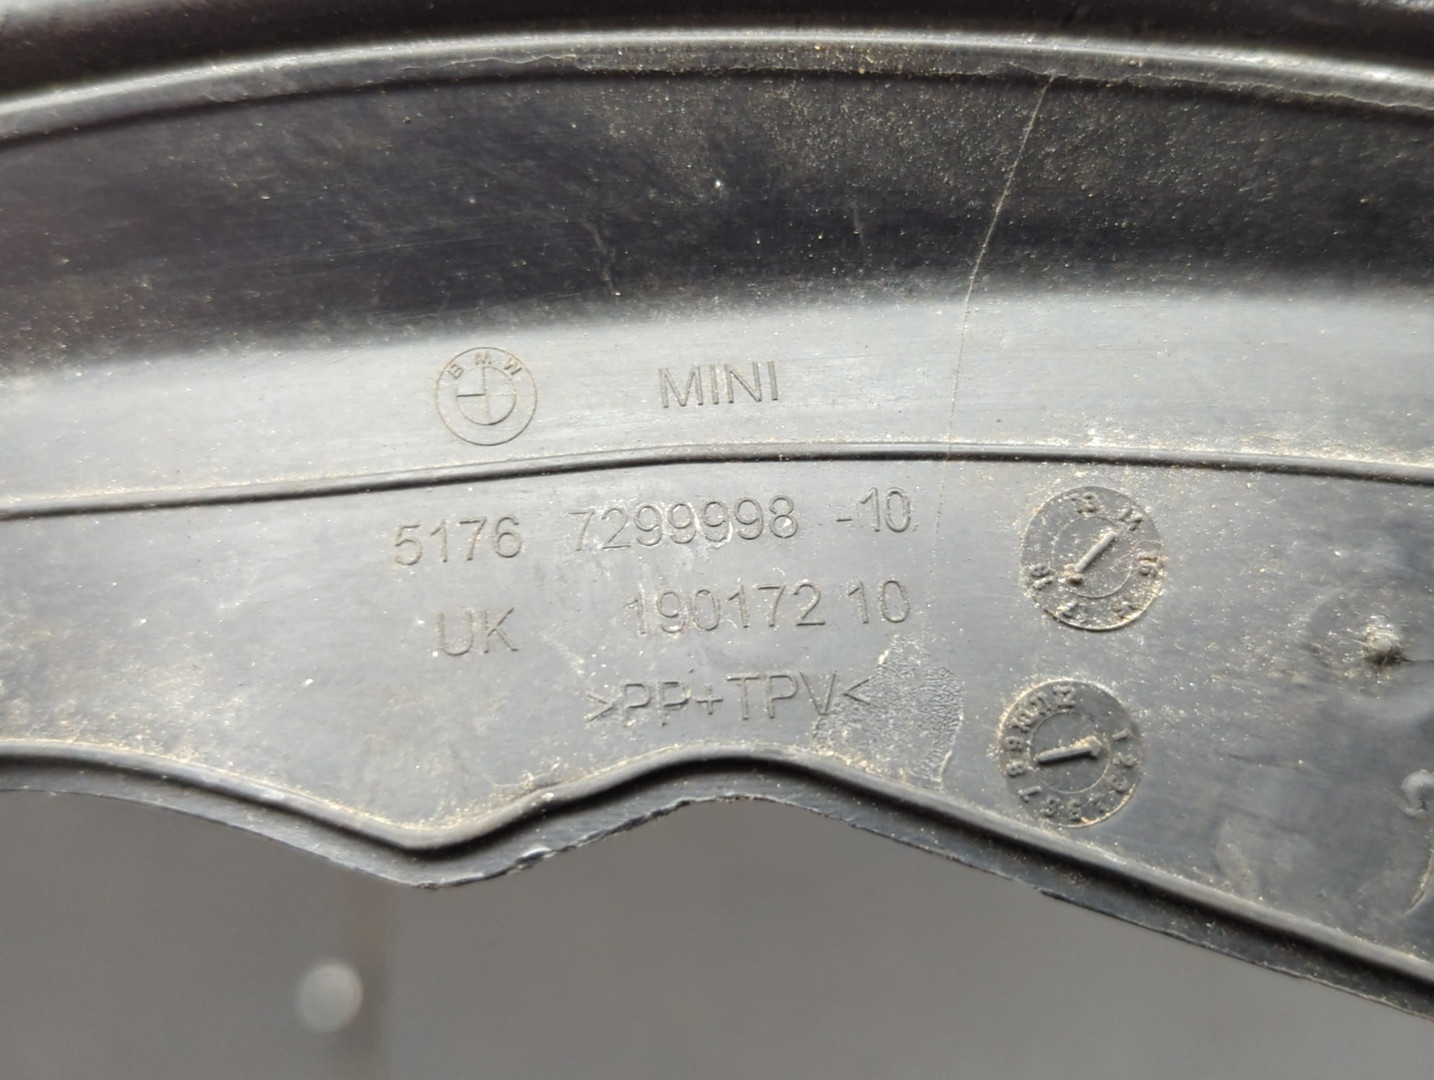 BMW
MINI
5176 7299998 -10
UK 190172 10
>PP+TPV<